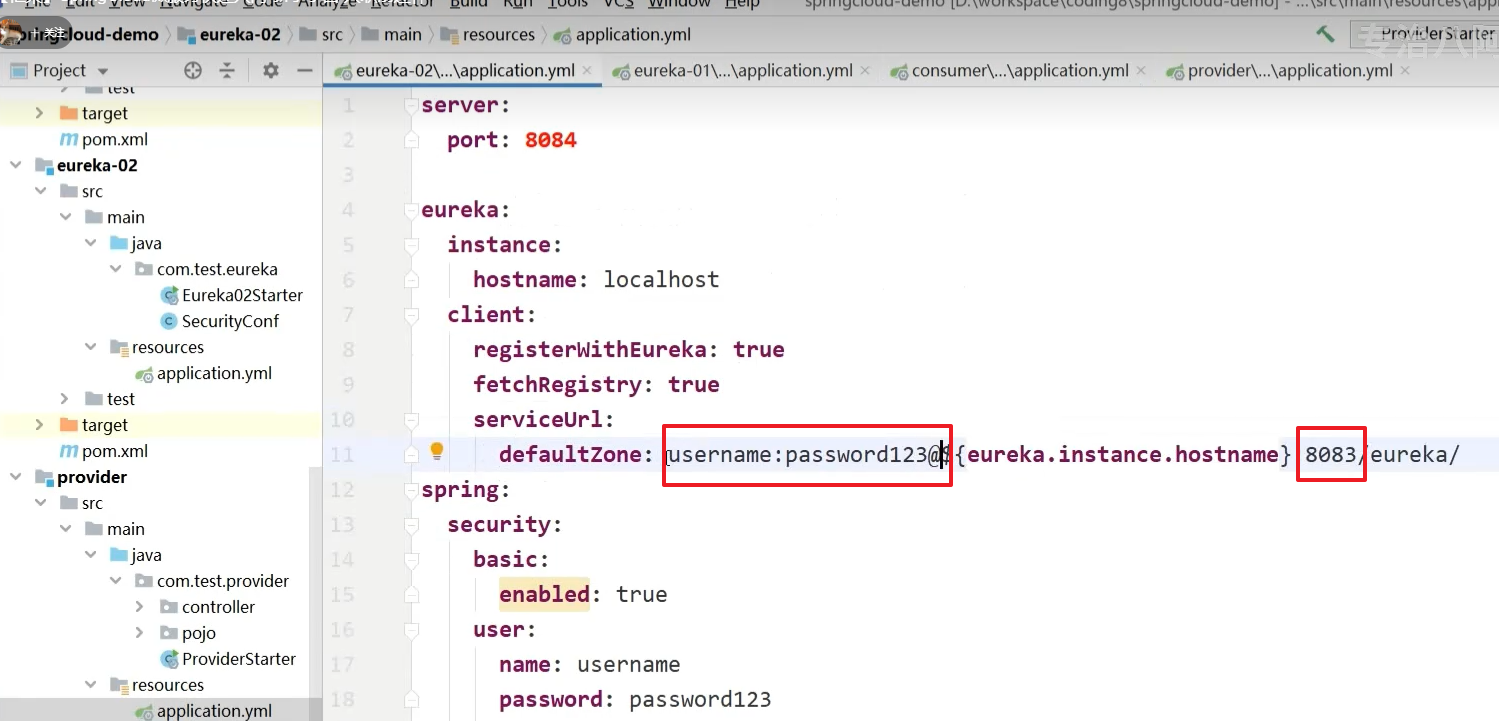 File Edit View Navigate Code Analyze Refactor Build Run Tools VCS Window Help
springcloud-demo [D:\workspace\coding8\springcloud-demo] - ...\src\main\resources\app
+ 关注
springcloud-demo eureka-02 src main resources application.yml
ProviderStarter
Project
eureka-02\...\application.yml eureka-01\...\application.yml consumer\...\application.yml provider\...\application.yml
test
target
pom.xml
eureka-02
src
main
java
com.test.eureka
Eureka02Starter
SecurityConf
resources
application.yml
test
target
pom.xml
provider
src
main
java
com.test.provider
controller
pojo
ProviderStarter
resources
application.yml
1 server:
2 port: 8084
3
4 eureka:
5 instance:
6 hostname: localhost
7 client:
8 registerWithEureka: true
9 fetchRegistry: true
10 serviceUrl:
11 defaultZone: username:password123@${eureka.instance.hostname} 8083/eureka/
12 spring:
13 security:
14 basic:
15 enabled: true
16 user:
17 name: username
18 password: password123